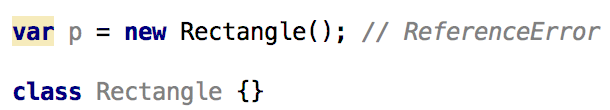 var p = new Rectangle(); // ReferenceError
class Rectangle {}